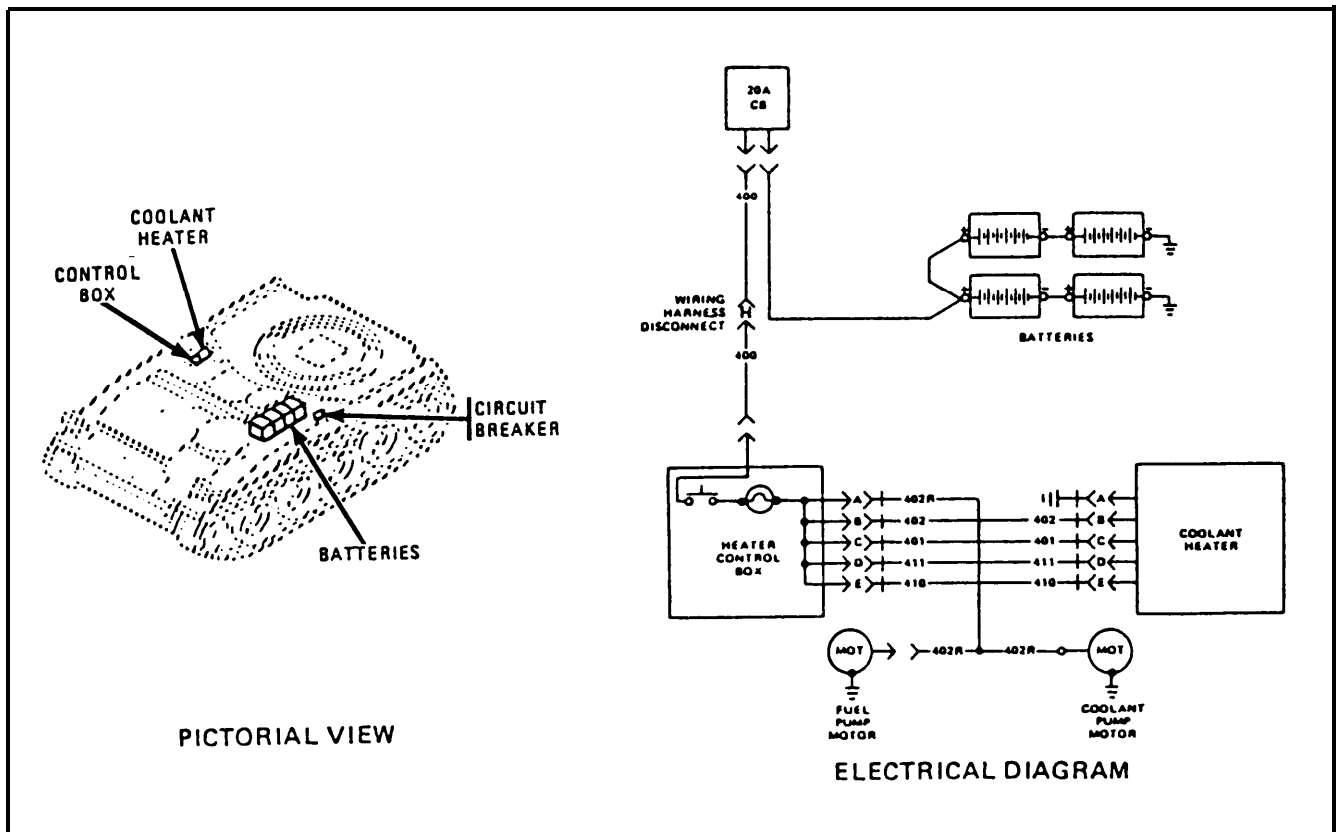 COOLANT
HEATER
CONTROL
BOX
CIRCUIT
BREAKER
BATTERIES
PICTORIAL VIEW
20A
CB
400
WIRING
HARNESS
DISCONNECT
H
400
+ - + -
+ - + -
BATTERIES
HEATER
CONTROL
BOX
A 402R A
B 402 402 B
C 401 401 C
D 411 411 D
E 410 410 E
COOLANT
HEATER
MOT 402R 402R MOT
FUEL
PUMP
MOTOR
COOLANT
PUMP
MOTOR
ELECTRICAL DIAGRAM